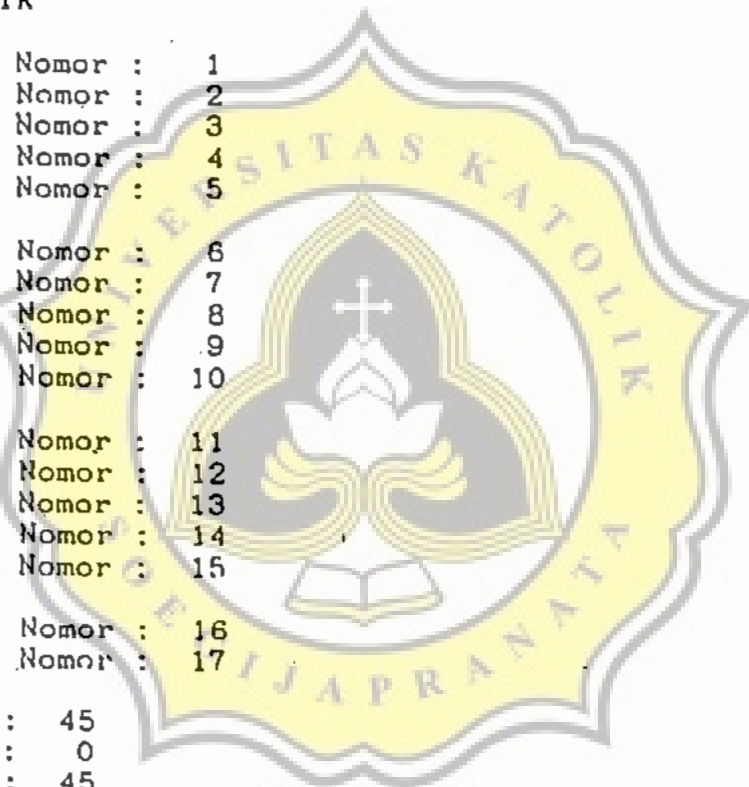 IR
Nomor : 1
Nomor : 2
Nomor : 3
Nomor : 4
Nomor : 5
Nomor : 6
Nomor : 7
Nomor : 8
Nomor : 9
Nomor : 10
Nomor : 11
Nomor : 12
Nomor : 13
Nomor : 14
Nomor : 15
Nomor : 16
Nomor : 17
: 45
: 0
: 45
UNIVERSITAS KATOLIK
SOEGIJAPRANATA